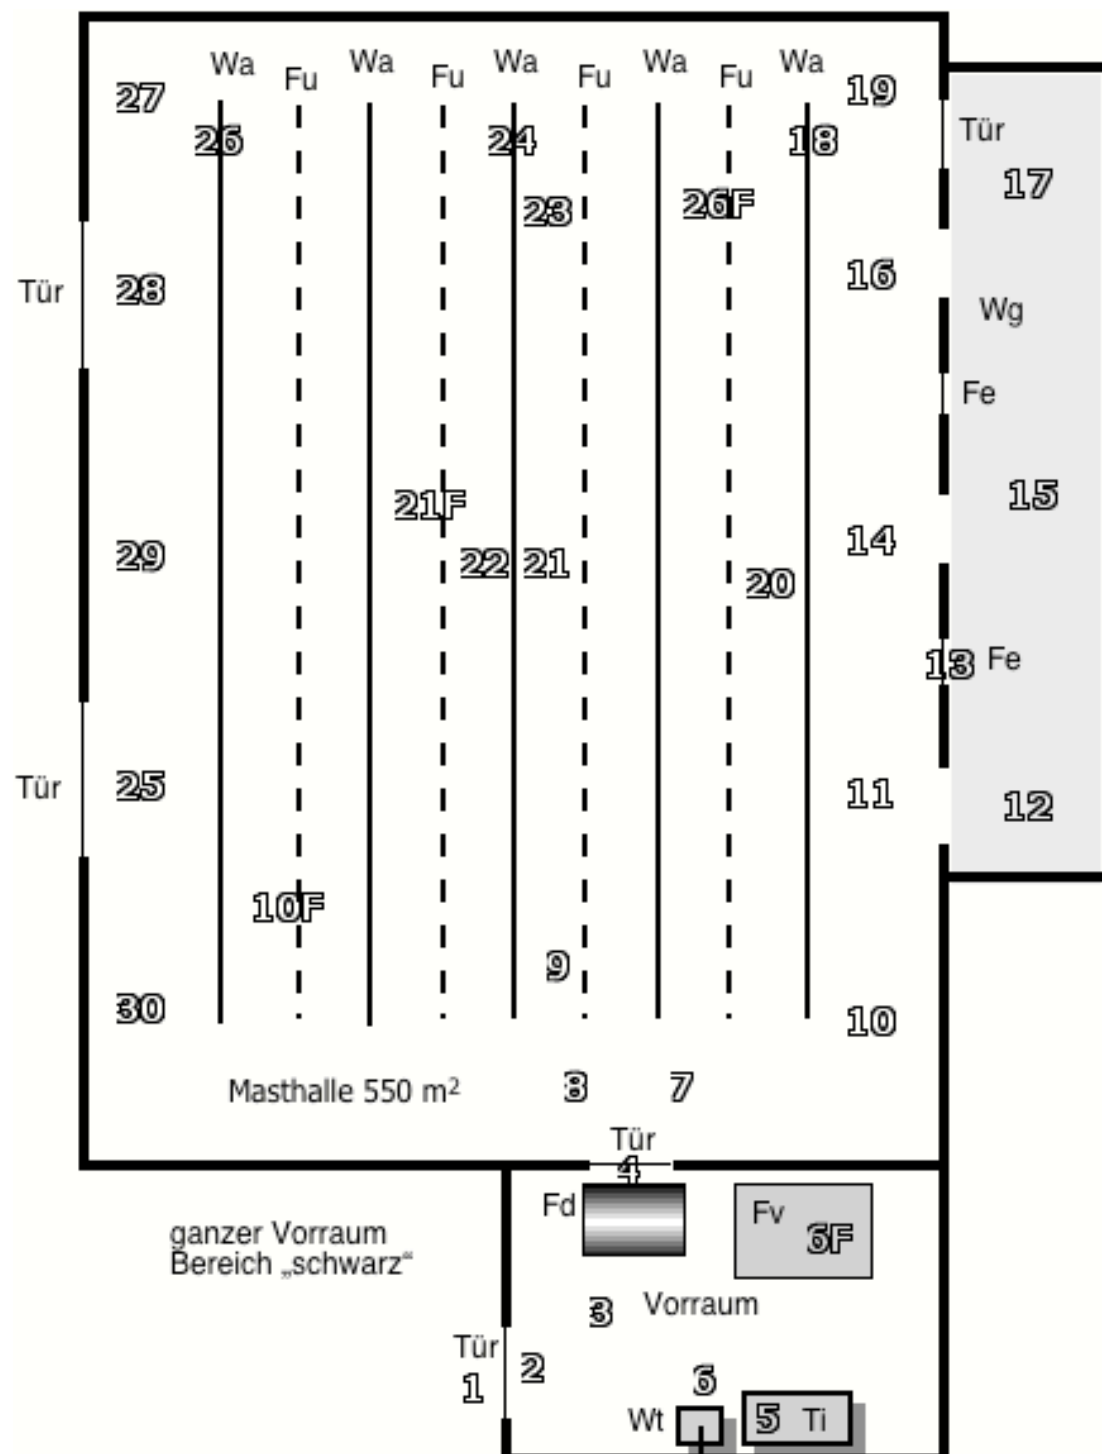 Wa Fu Wa Fu Wa Fu Wa Fu Wa
27 19
26 24 18 Tür
23 26F 17
Tür 28 16
Wg
Fe
21F 15
29 22 21 14
20
13 Fe
Tür 25 11 12
10F
9
30 10
Masthalle 550 m²
8 7
Tür
4
Fd Fv
6F
ganzer Vorraum
Bereich „schwarz“
3 Vorraum
Tür 2
1 6
Wt 5 Ti